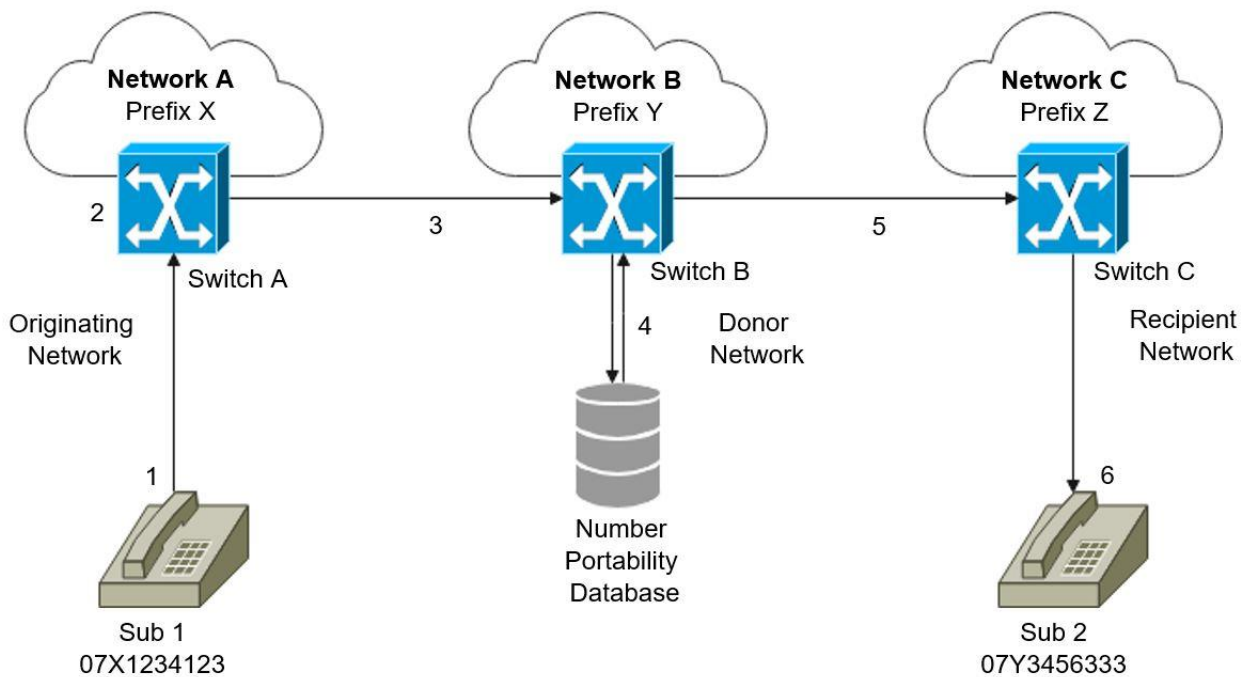 Network A
Prefix X
Network B
Prefix Y
Network C
Prefix Z
2
3
5
Switch A
Switch B
Switch C
Originating
Network
4
Donor
Network
Recipient
Network
1
6
Number
Portability
Database
Sub 1
07X1234123
Sub 2
07Y3456333